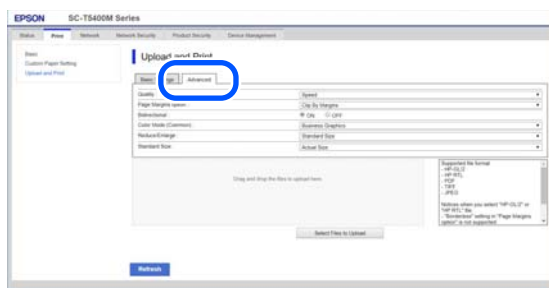 EPSON SC-T5400M Series
Status Print Network Network Security Product Security Device Management
Basic
Custom Paper Setting
Upload and Print
Upload and Print
Advanced
Quality : Speed
Page Margins option : Clip By Margins
Bidirectional : ON OFF
Color Mode (Common) : Business Graphics
Reduce/Enlarge : Standard Size
Standard Size : Actual Size
Drag and drop the files to upload here.
Supported file format
- HP-GL/2
- HP RTL
- PDF
- TIFF
- JPEG
Notices when you select "HP-GL/2" or
"HP RTL" file.
- "Borderless" setting in "Page Margins
option" is not supported
Select Files to Upload
Refresh